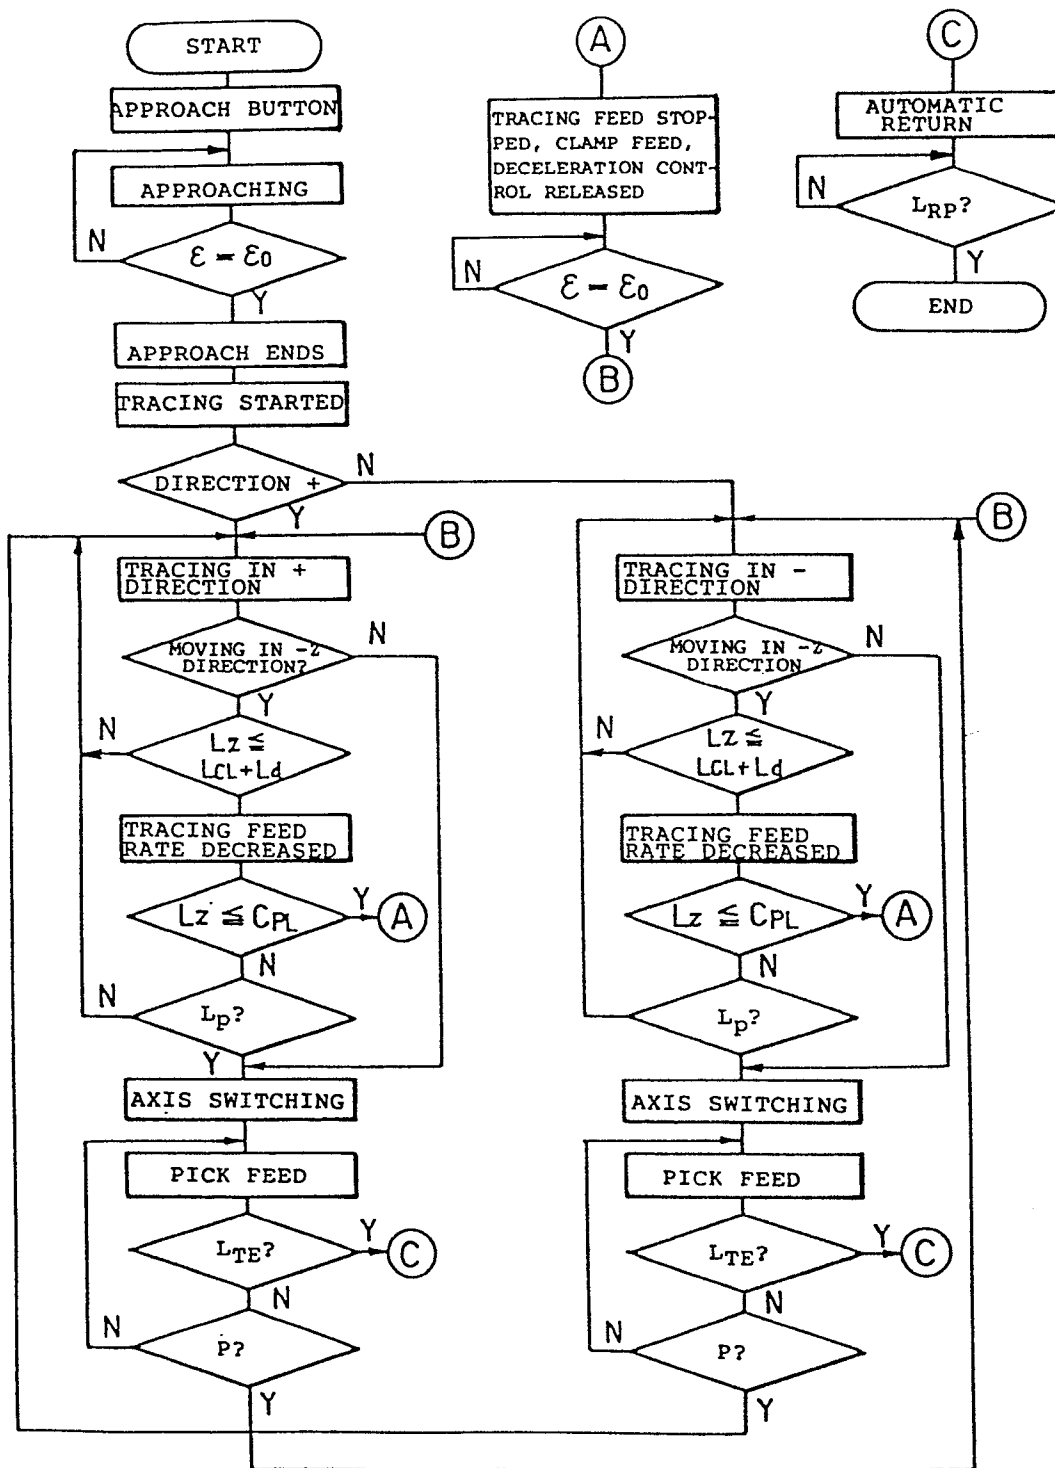 START
APPROACH BUTTON
APPROACHING
N
ε = ε0
Y
APPROACH ENDS
TRACING STARTED
DIRECTION +
N
Y
A
TRACING FEED STOP-
PED, CLAMP FEED,
DECELERATION CONT-
ROL RELEASED
N
ε = ε0
Y
B
C
AUTOMATIC
RETURN
N
LRP?
Y
END
B
TRACING IN +
DIRECTION
MOVING IN -Z
DIRECTION?
N
Y
N
LZ ≦
LCL+Ld
TRACING FEED
RATE DECREASED
LZ ≦ CPL
Y
A
N
N
Lp?
Y
AXIS SWITCHING
PICK FEED
LTE?
Y
C
N
N
P?
Y
B
TRACING IN -
DIRECTION
MOVING IN -Z
DIRECTION
N
Y
N
LZ ≦
LCL+Ld
TRACING FEED
RATE DECREASED
LZ ≦ CPL
Y
A
N
Lp?
AXIS SWITCHING
PICK FEED
LTE?
Y
C
N
N
P?
Y